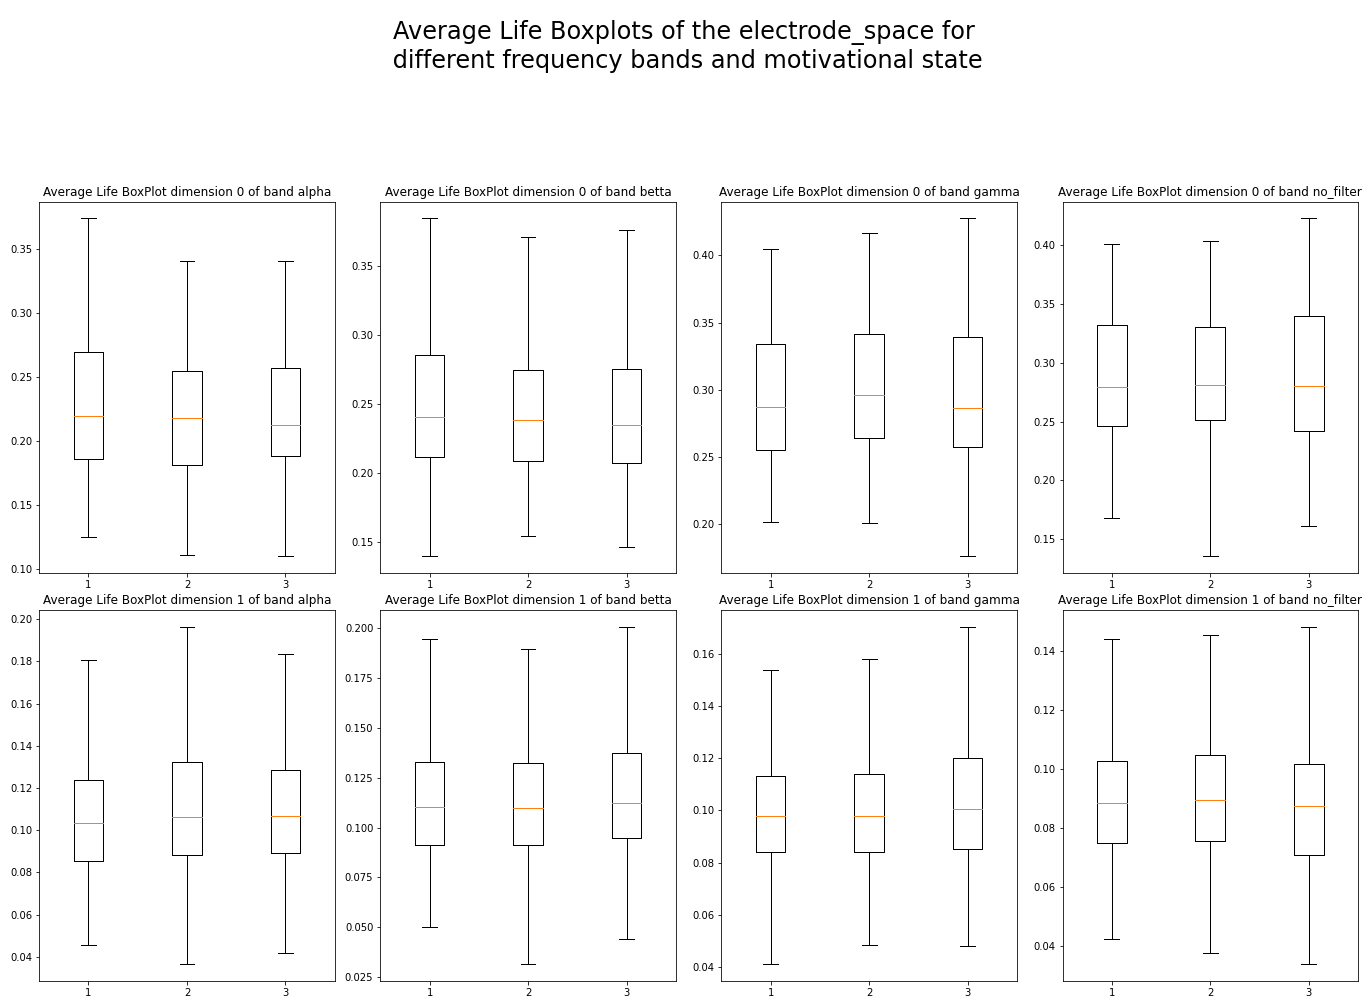 Average Life Boxplots of the electrode_space for
different frequency bands and motivational state
Average Life BoxPlot dimension 0 of band alpha
0.35
0.30
0.25
0.20
0.15
0.10
1 2 3
Average Life BoxPlot dimension 0 of band betta
0.35
0.30
0.25
0.20
0.15
1 2 3
Average Life BoxPlot dimension 0 of band gamma
0.40
0.35
0.30
0.25
0.20
1 2 3
Average Life BoxPlot dimension 0 of band no_filter
0.40
0.35
0.30
0.25
0.20
0.15
1 2 3
Average Life BoxPlot dimension 1 of band alpha
0.20
0.18
0.16
0.14
0.12
0.10
0.08
0.06
0.04
1 2 3
Average Life BoxPlot dimension 1 of band betta
0.200
0.175
0.150
0.125
0.100
0.075
0.050
0.025
1 2 3
Average Life BoxPlot dimension 1 of band gamma
0.16
0.14
0.12
0.10
0.08
0.06
0.04
1 2 3
Average Life BoxPlot dimension 1 of band no_filter
0.14
0.12
0.10
0.08
0.06
0.04
1 2 3